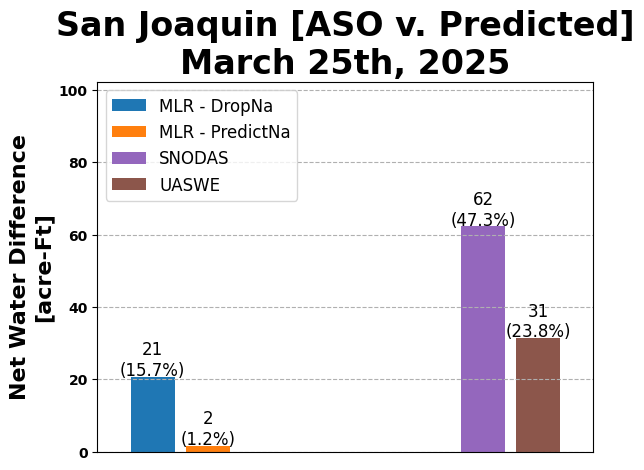 San Joaquin [ASO v. Predicted]
March 25th, 2025
Net Water Difference
[acre-Ft]
100
80
60
40
20
0
MLR - DropNa
MLR - PredictNa
SNODAS
UASWE
21
(15.7%)
2
(1.2%)
62
(47.3%)
31
(23.8%)